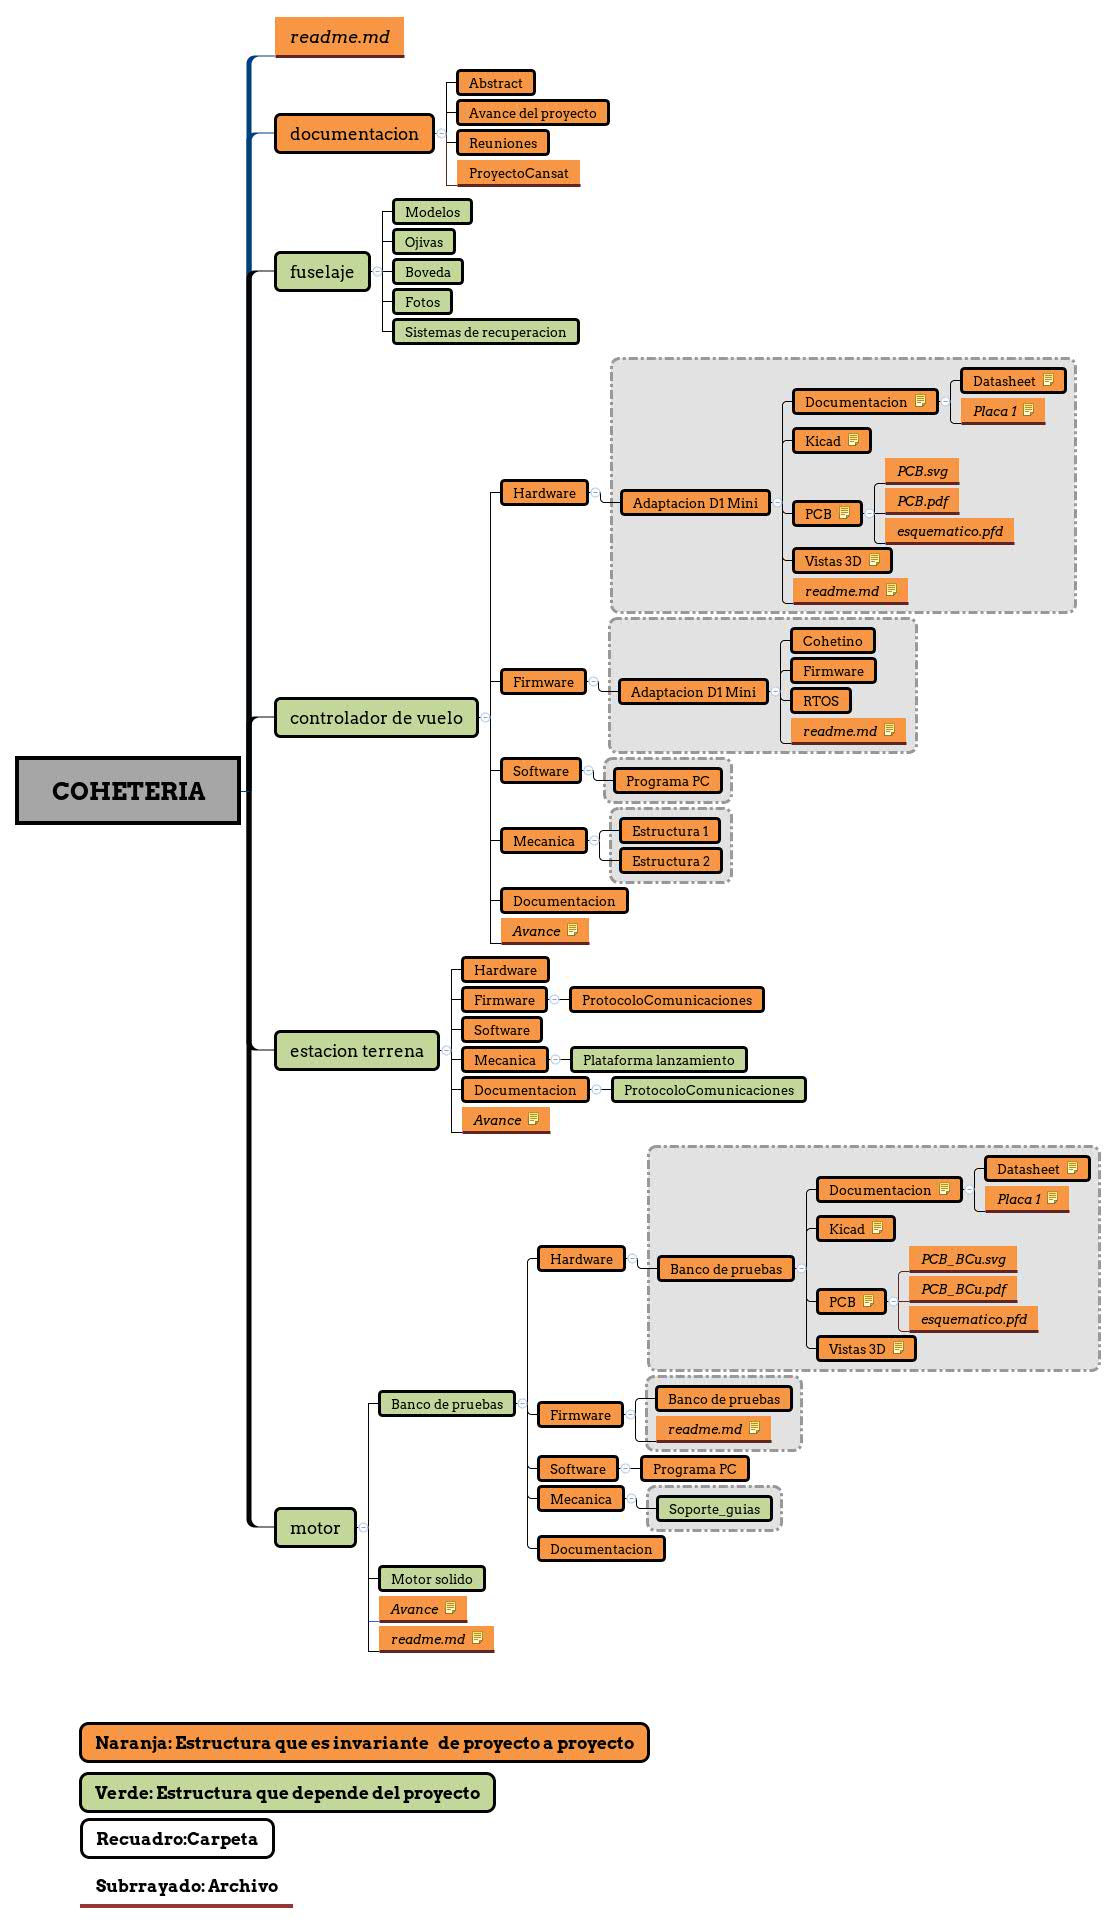 readme.md
documentacion
Abstract
Avance del proyecto
Reuniones
ProyectoCansat
fuselaje
Modelos
Ojivas
Boveda
Fotos
Sistemas de recuperacion
COHETERIA
controlador de vuelo
Hardware
Adaptacion D1 Mini
Documentacion
Datasheet
Placa 1
Kicad
PCB
PCB.svg
PCB.pdf
esquematico.pfd
Vistas 3D
readme.md
Firmware
Adaptacion D1 Mini
Cohetino
Firmware
RTOS
readme.md
Software
Programa PC
Mecanica
Estructura 1
Estructura 2
Documentacion
Avance
estacion terrena
Hardware
Firmware
ProtocoloComunicaciones
Software
Mecanica
Plataforma lanzamiento
Documentacion
ProtocoloComunicaciones
Avance
motor
Banco de pruebas
Hardware
Banco de pruebas
Documentacion
Datasheet
Placa 1
Kicad
PCB
PCB_BCu.svg
PCB_BCu.pdf
esquematico.pfd
Vistas 3D
Firmware
Banco de pruebas
readme.md
Software
Programa PC
Mecanica
Soporte_guias
Documentacion
Motor solido
Avance
readme.md
Naranja: Estructura que es invariante de proyecto a proyecto
Verde: Estructura que depende del proyecto
Recuadro:Carpeta
Subrrayado: Archivo